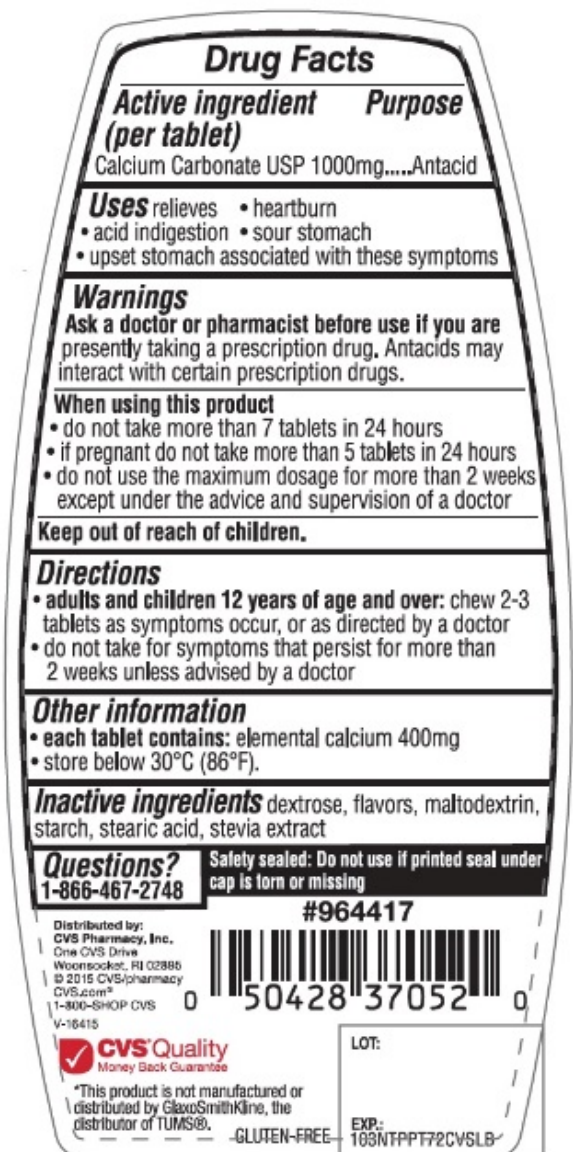 Drug Facts
Active ingredient Purpose
(per tablet)
Calcium Carbonate USP 1000mg.....Antacid
Uses relieves • heartburn
• acid indigestion • sour stomach
• upset stomach associated with these symptoms
Warnings
Ask a doctor or pharmacist before use if you are
presently taking a prescription drug. Antacids may
interact with certain prescription drugs.
When using this product
• do not take more than 7 tablets in 24 hours
• if pregnant do not take more than 5 tablets in 24 hours
• do not use the maximum dosage for more than 2 weeks
except under the advice and supervision of a doctor
Keep out of reach of children.
Directions
• adults and children 12 years of age and over: chew 2-3
tablets as symptoms occur, or as directed by a doctor
• do not take for symptoms that persist for more than
2 weeks unless advised by a doctor
Other information
• each tablet contains: elemental calcium 400mg
• store below 30°C (86°F).
Inactive ingredients dextrose, flavors, maltodextrin,
starch, stearic acid, stevia extract
Questions?
1-866-467-2748
Safety sealed: Do not use if printed seal under
cap is torn or missing
#964417
Distributed by:
CVS Pharmacy, Inc.
One CVS Drive
Woonsocket, RI 02895
© 2015 CVS/pharmacy
CVS.com®
1-800-SHOP CVS
V-16415
0 50428 37052 0
CVS® Quality
Money Back Guarantee
*This product is not manufactured or
distributed by GlaxoSmithKline, the
distributor of TUMS®.
GLUTEN-FREE
LOT:
EXP.:
103NTPPT72CVSLB